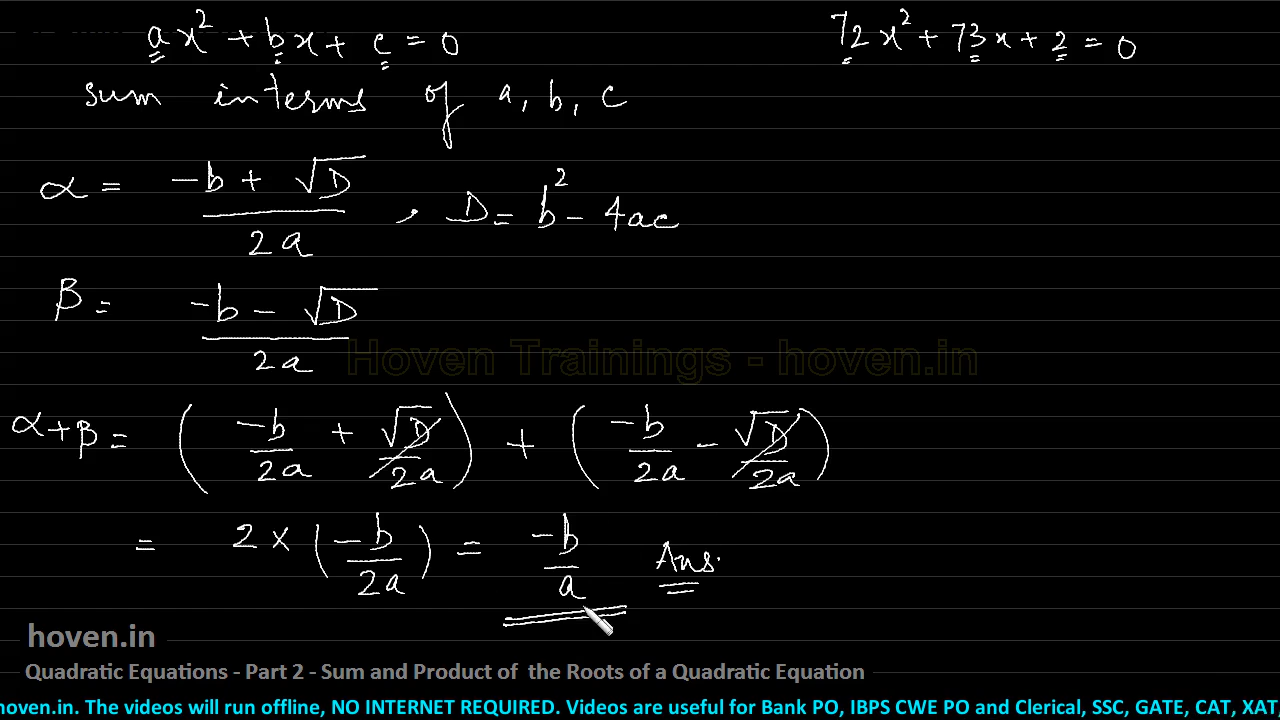 ax² + bx + c = 0
72x² + 73x + 2 = 0
sum interms of a, b, c
α = (-b + √D) / 2a , D = b² - 4ac
β = (-b - √D) / 2a
α+β = (-b/2a + √D/2a) + (-b/2a - √D/2a)
= 2 × (-b/2a) = -b/a Ans.
Hoven Trainings - hoven.in
hoven.in
Quadratic Equations - Part 2 - Sum and Product of the Roots of a Quadratic Equation
hoven.in. The videos will run offline, NO INTERNET REQUIRED. Videos are useful for Bank PO, IBPS CWE PO and Clerical, SSC, GATE, CAT, XAT,